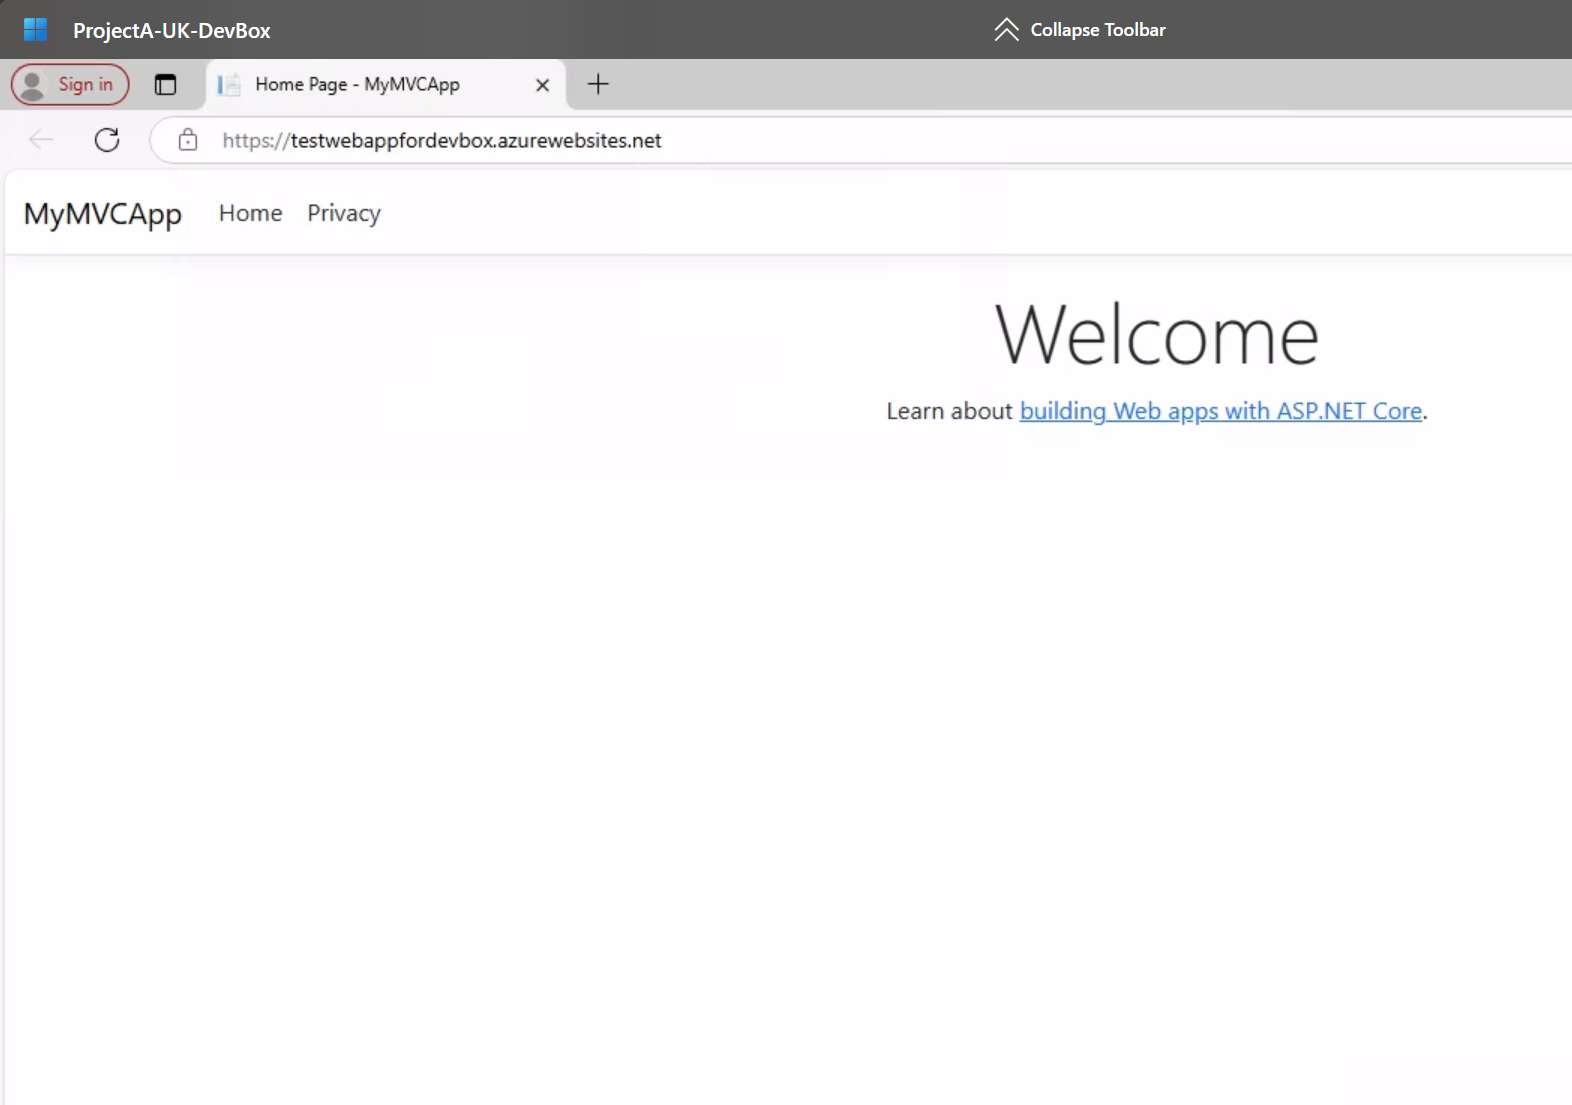 ProjectA-UK-DevBox
Collapse Toolbar
Sign in
Home Page - MyMVCApp
https://testwebappfordevbox.azurewebsites.net
MyMVCApp Home Privacy
Welcome
Learn about building Web apps with ASP.NET Core.